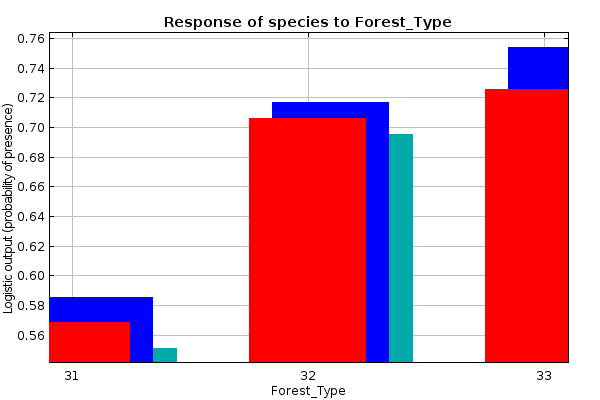 Response of species to Forest_Type
0.76
0.74
0.72
0.70
0.68
0.66
0.64
0.62
0.60
0.58
0.56
Logistic output (probability of presence)
31 32 33
Forest_Type